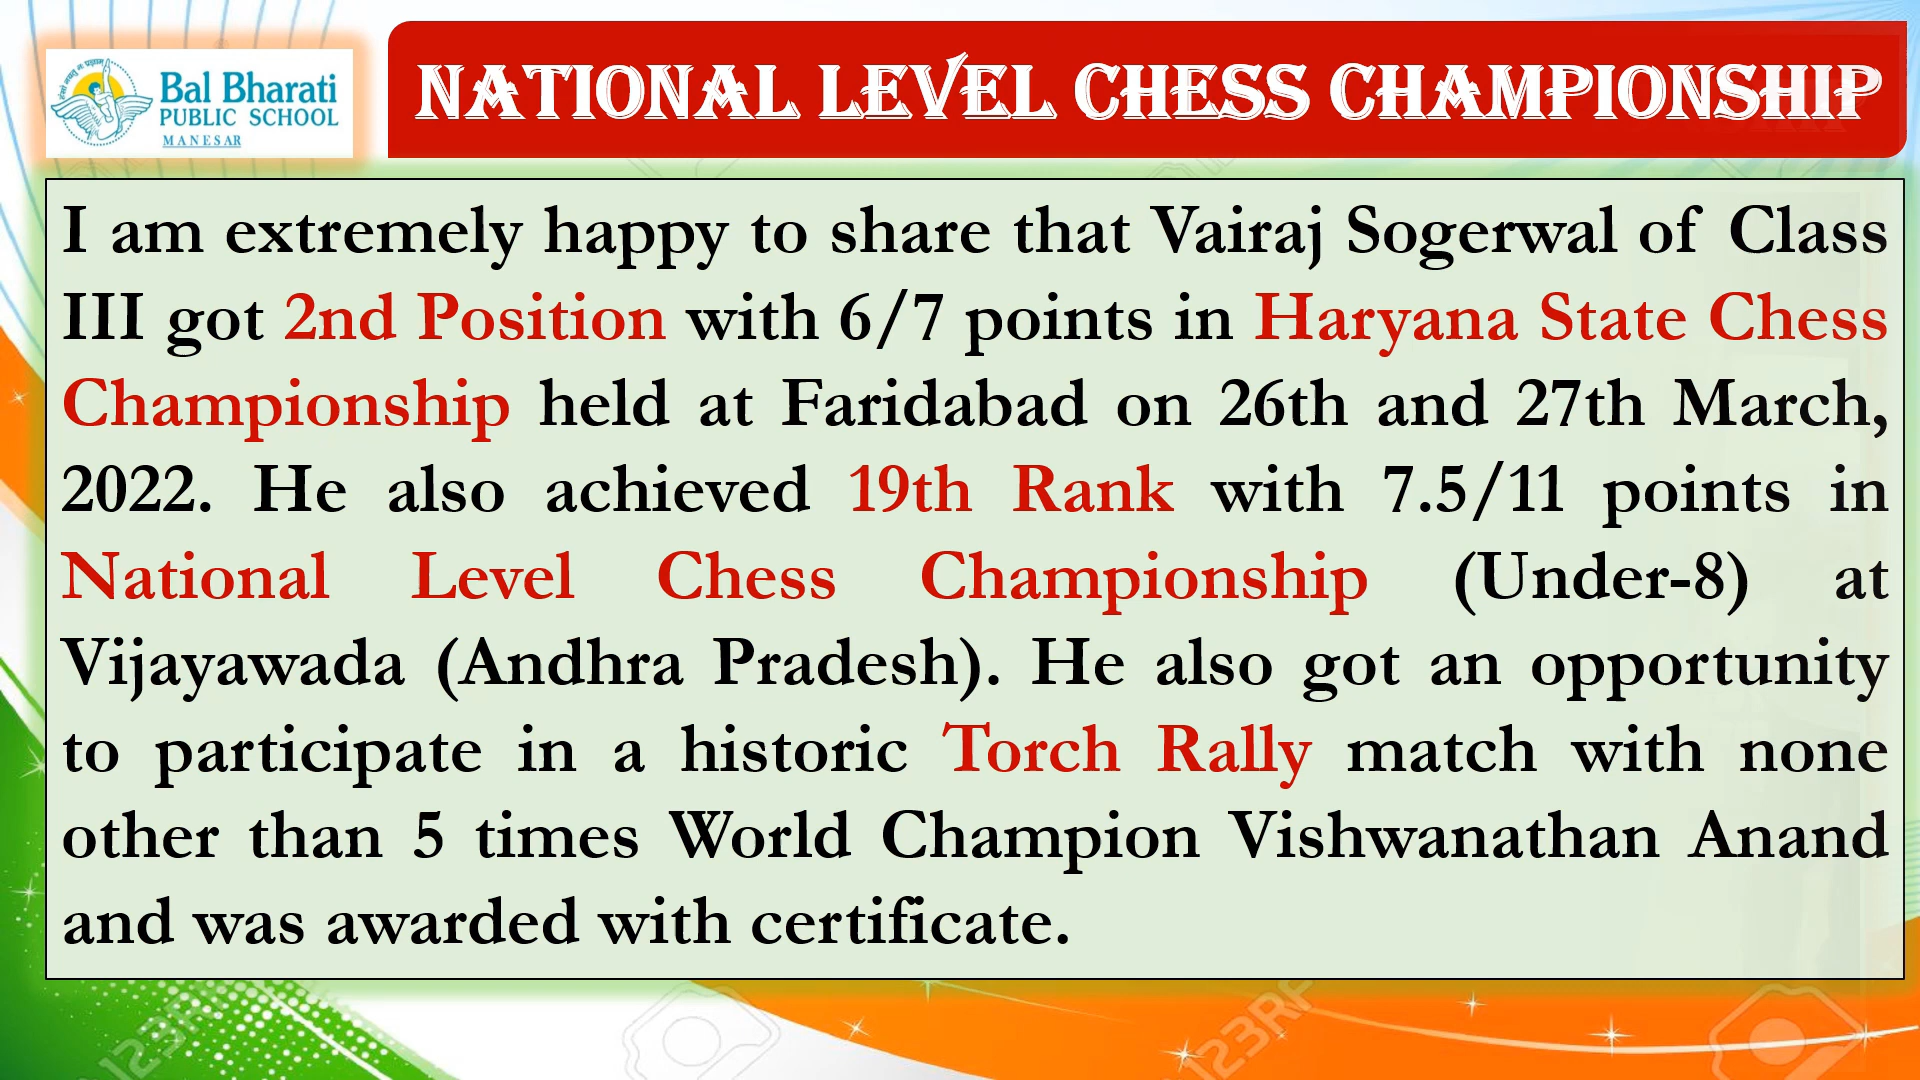 Bal Bharati
PUBLIC SCHOOL
MANESAR
NATIONAL LEVEL CHESS CHAMPIONSHIP
I am extremely happy to share that Vairaj Sogerwal of Class
III got 2nd Position with 6/7 points in Haryana State Chess
Championship held at Faridabad on 26th and 27th March,
2022. He also achieved 19th Rank with 7.5/11 points in
National Level Chess Championship (Under-8) at
Vijayawada (Andhra Pradesh). He also got an opportunity
to participate in a historic Torch Rally match with none
other than 5 times World Champion Vishwanathan Anand
and was awarded with certificate.
123RF
123RF